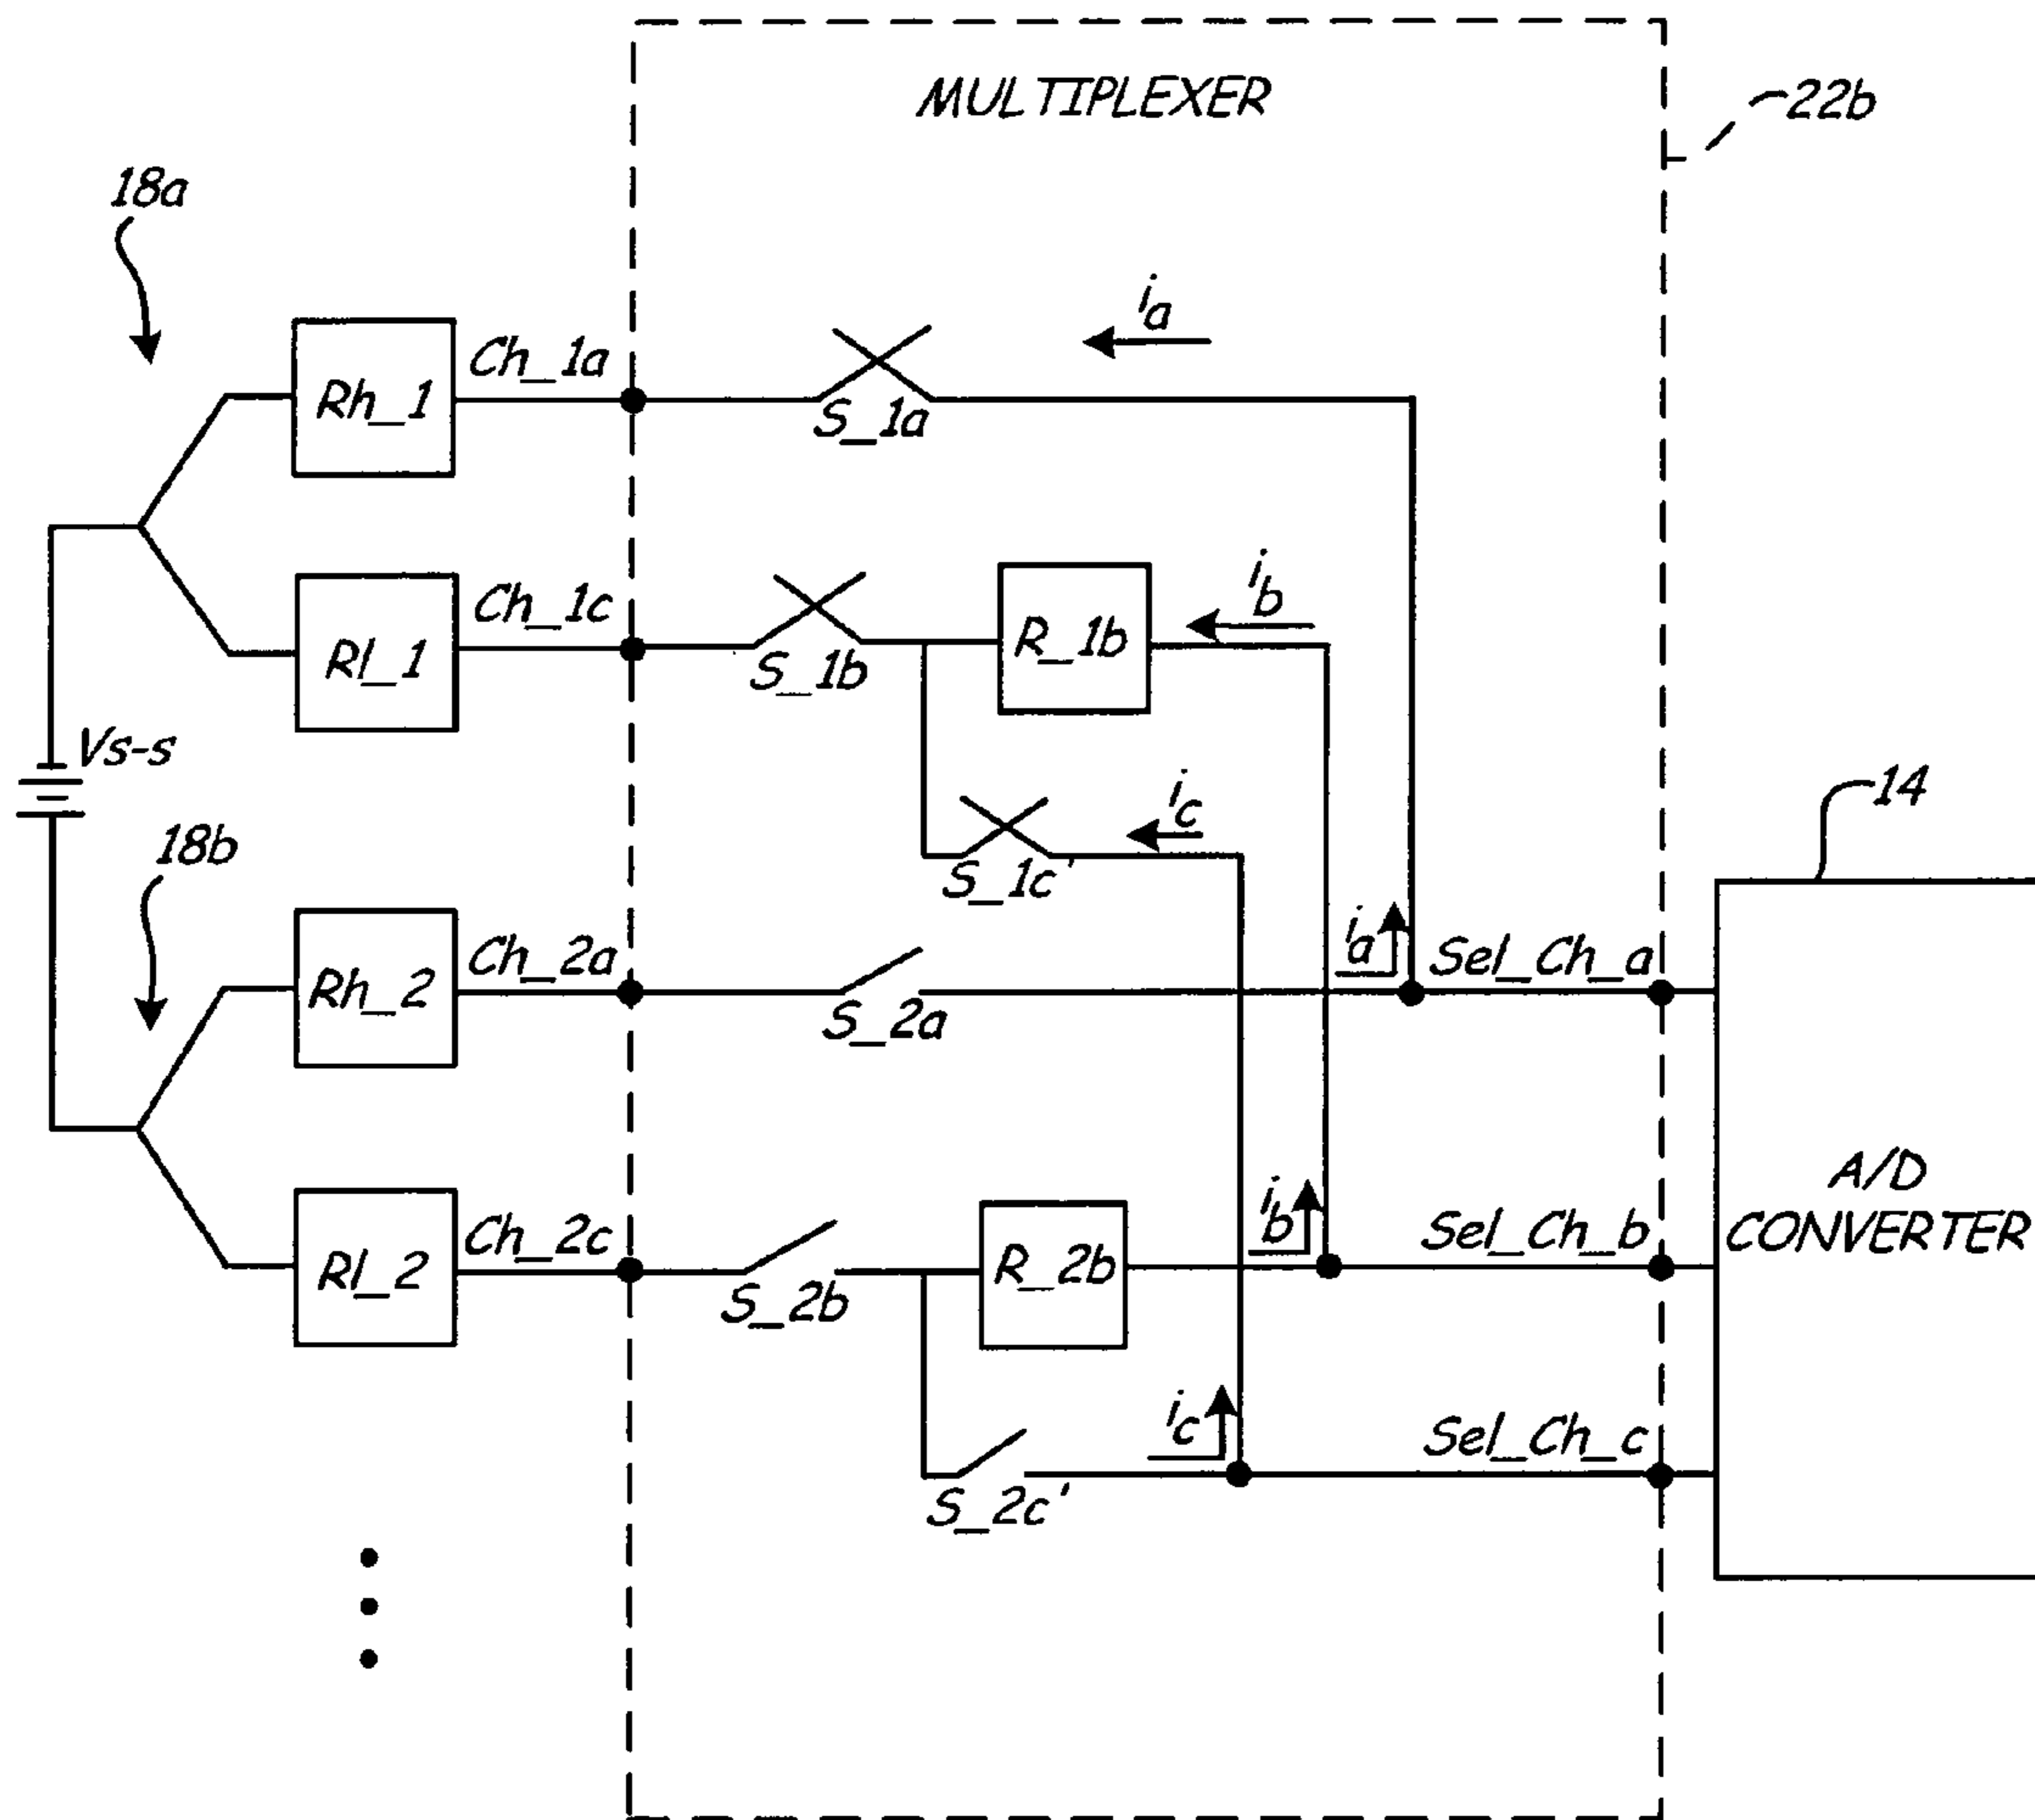 MULTIPLEXER
22b
18a
Ch_1a
i_a
Rh_1
S_1a
Ch_1c
i_b
Rl_1
S_1b
R_1b
Vs-s
i_c
14
18b
S_1c'
Ch_2a
i_a
Sel_Ch_a
Rh_2
S_2a
A/D
CONVERTER
Ch_2c
i_b
Sel_Ch_b
Rl_2
S_2b
R_2b
i_c
Sel_Ch_c
S_2c'